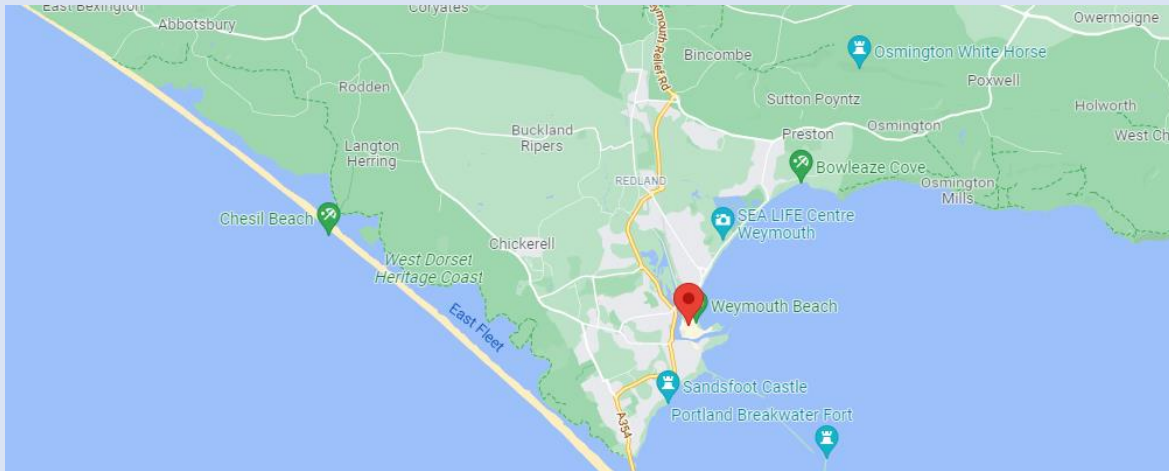 East Bexington
Coryates
Abbotsbury
Weymouth Relief Rd
Bincombe
Owermoigne
Osmington White Horse
Poxwell
Rodden
Sutton Poyntz
Holworth
Buckland
Ripers
Preston
Osmington
West Ch
Langton
Herring
REDLAND
Bowleaze Cove
Osmington
Mills
Chesil Beach
SEA LIFE Centre
Weymouth
Chickerell
West Dorset
Heritage Coast
Weymouth Beach
East Fleet
Sandsfoot Castle
A354
Portland Breakwater Fort